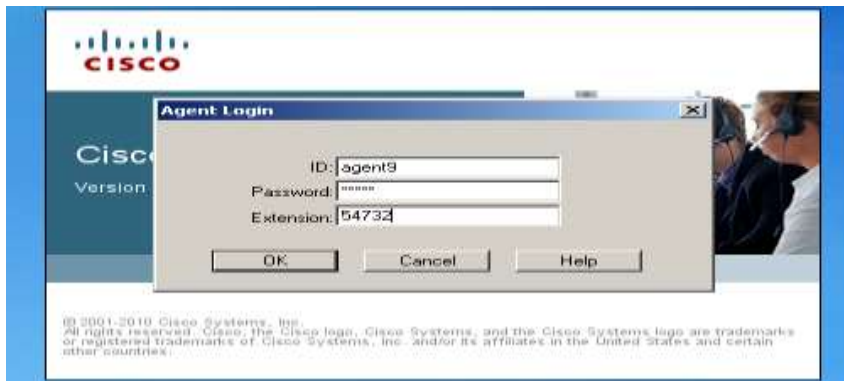 CISCO
Agent Login
Cisc
Version
ID: agent9
Password: *****
Extension: 54732
OK
Cancel
Help
© 2001-2010 Cisco Systems, Inc.
All rights reserved. Cisco, the Cisco logo, Cisco Systems, and the Cisco Systems logo are trademarks
or registered trademarks of Cisco Systems, Inc. and/or its affiliates in the United States and certain
other countries.